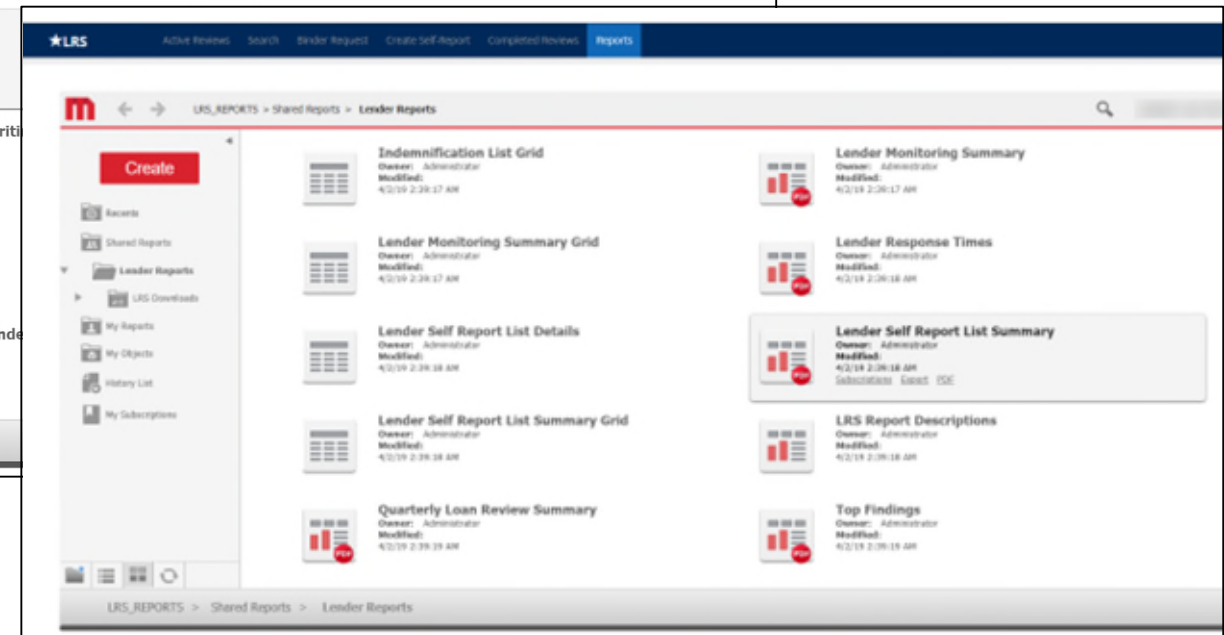 ★LRS Active Reviews Search Binder Request Create Self-Report Completed Reviews Reports
LRS_REPORTS > Shared Reports > Lender Reports
Create
Recents
Shared Reports
Lender Reports
LRS Downloads
My Reports
My Objects
History List
My Subscriptions
Indemnification List Grid
Owner: Administrator
Modified:
4/2/19 2:39:17 AM
Lender Monitoring Summary
Owner: Administrator
Modified:
4/2/19 2:39:17 AM
PDF
Lender Monitoring Summary Grid
Owner: Administrator
Modified:
4/2/19 2:39:17 AM
Lender Response Times
Owner: Administrator
Modified:
4/2/19 2:39:18 AM
PDF
Lender Self Report List Details
Owner: Administrator
Modified:
4/2/19 2:39:18 AM
Lender Self Report List Summary
Owner: Administrator
Modified:
4/2/19 2:39:18 AM
Subscriptions Export PDF
PDF
Lender Self Report List Summary Grid
Owner: Administrator
Modified:
4/2/19 2:39:18 AM
LRS Report Descriptions
Owner: Administrator
Modified:
4/2/19 2:39:18 AM
Quarterly Loan Review Summary
Owner: Administrator
Modified:
4/2/19 2:39:19 AM
PDF
Top Findings
Owner: Administrator
Modified:
4/2/19 2:39:19 AM
PDF
LRS_REPORTS > Shared Reports > Lender Reports